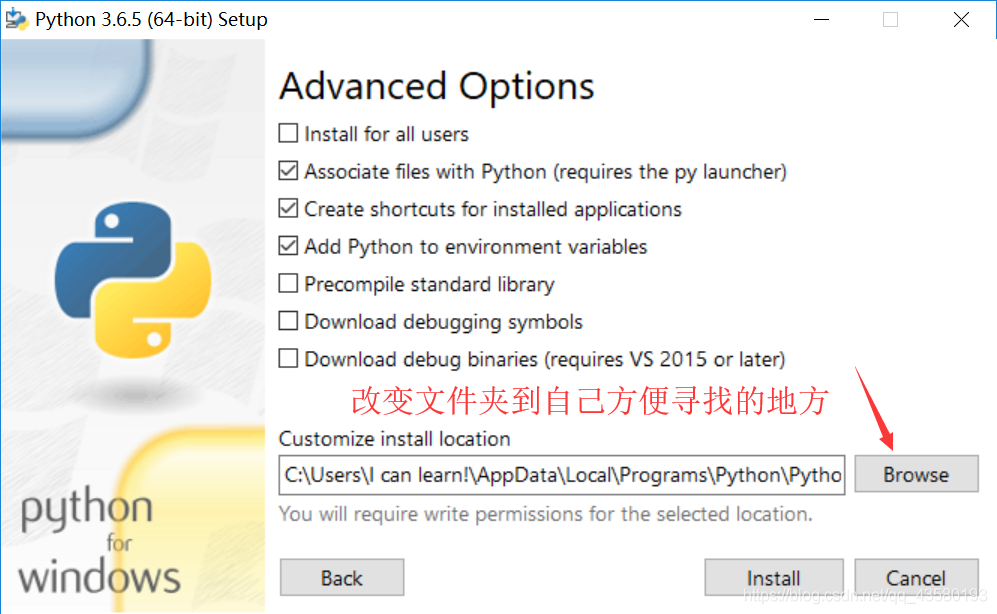 Python 3.6.5 (64-bit) Setup
Advanced Options
Install for all users
Associate files with Python (requires the py launcher)
Create shortcuts for installed applications
Add Python to environment variables
Precompile standard library
Download debugging symbols
Download debug binaries (requires VS 2015 or later)
改变文件夹到自己方便寻找的地方
Customize install location
C:\Users\I can learn!\AppData\Local\Programs\Python\Pytho
Browse
You will require write permissions for the selected location.
python
for
windows
Back
Install
Cancel
https://blog.csdn.net/qq_43580193